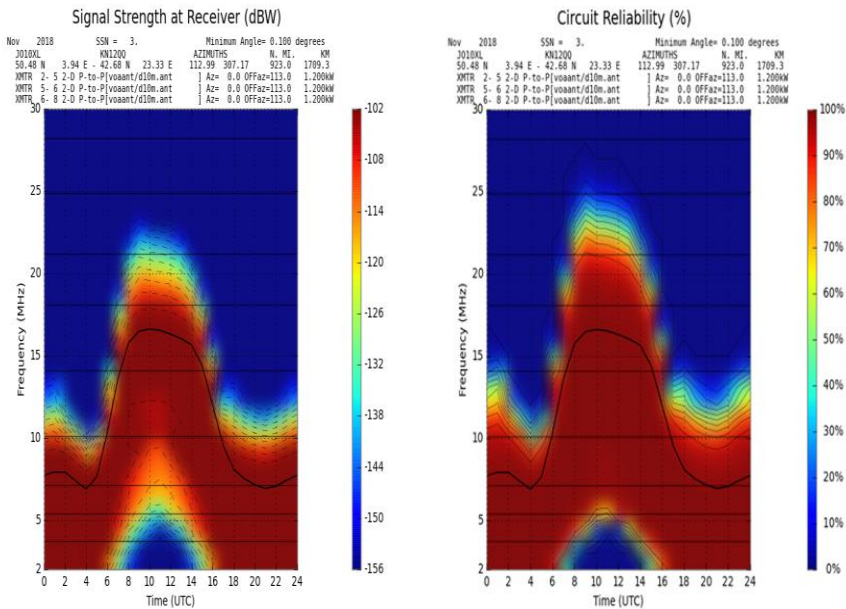 Signal Strength at Receiver (dBW)
Nov 2018 SSN = 3. Minimum Angle= 0.100 degrees
JO10XL KN12QQ AZIMUTHS N. MI. KM
50.48 N 3.94 E - 42.68 N 23.33 E 112.99 307.17 923.0 1709.3
XMTR 2- 5 2-D P-to-P[voaant/d10m.ant ] Az= 0.0 OFFaz=113.0 1.200kW
XMTR 5- 6 2-D P-to-P[voaant/d10m.ant ] Az= 0.0 OFFaz=113.0 1.200kW
XMTR 6- 8 2-D P-to-P[voaant/d10m.ant ] Az= 0.0 OFFaz=113.0 1.200kW
30
25
20
15
10
5
2
Frequency (MHz)
0 2 4 6 8 10 12 14 16 18 20 22 24
Time (UTC)
-102
-108
-114
-120
-126
-132
-138
-144
-150
-156
Circuit Reliability (%)
Nov 2018 SSN = 3. Minimum Angle= 0.100 degrees
JO10XL KN12QQ AZIMUTHS N. MI. KM
50.48 N 3.94 E - 42.68 N 23.33 E 112.99 307.17 923.0 1709.3
XMTR 2- 5 2-D P-to-P[voaant/d10m.ant ] Az= 0.0 OFFaz=113.0 1.200kW
XMTR 5- 6 2-D P-to-P[voaant/d10m.ant ] Az= 0.0 OFFaz=113.0 1.200kW
XMTR 6- 8 2-D P-to-P[voaant/d10m.ant ] Az= 0.0 OFFaz=113.0 1.200kW
30
25
20
15
10
5
2
Frequency (MHz)
0 2 4 6 8 10 12 14 16 18 20 22 24
Time (UTC)
100%
90%
80%
70%
60%
50%
40%
30%
20%
10%
0%